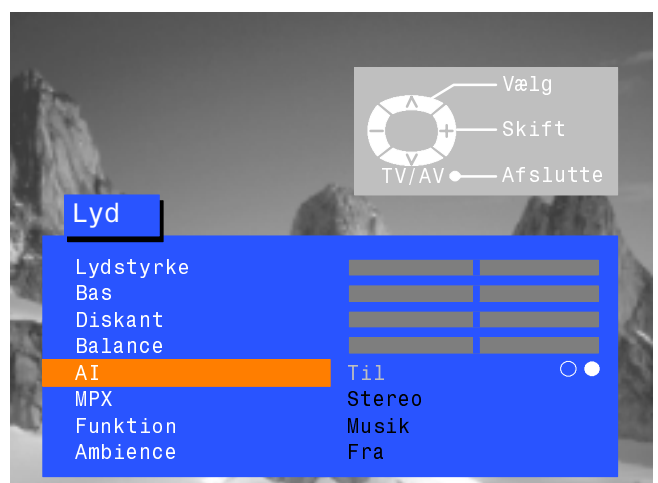 Vælg
Skift
TV/AV Afslutte
Lyd
Lydstyrke
Bas
Diskant
Balance
AI Til
MPX Stereo
Funktion Musik
Ambience Fra